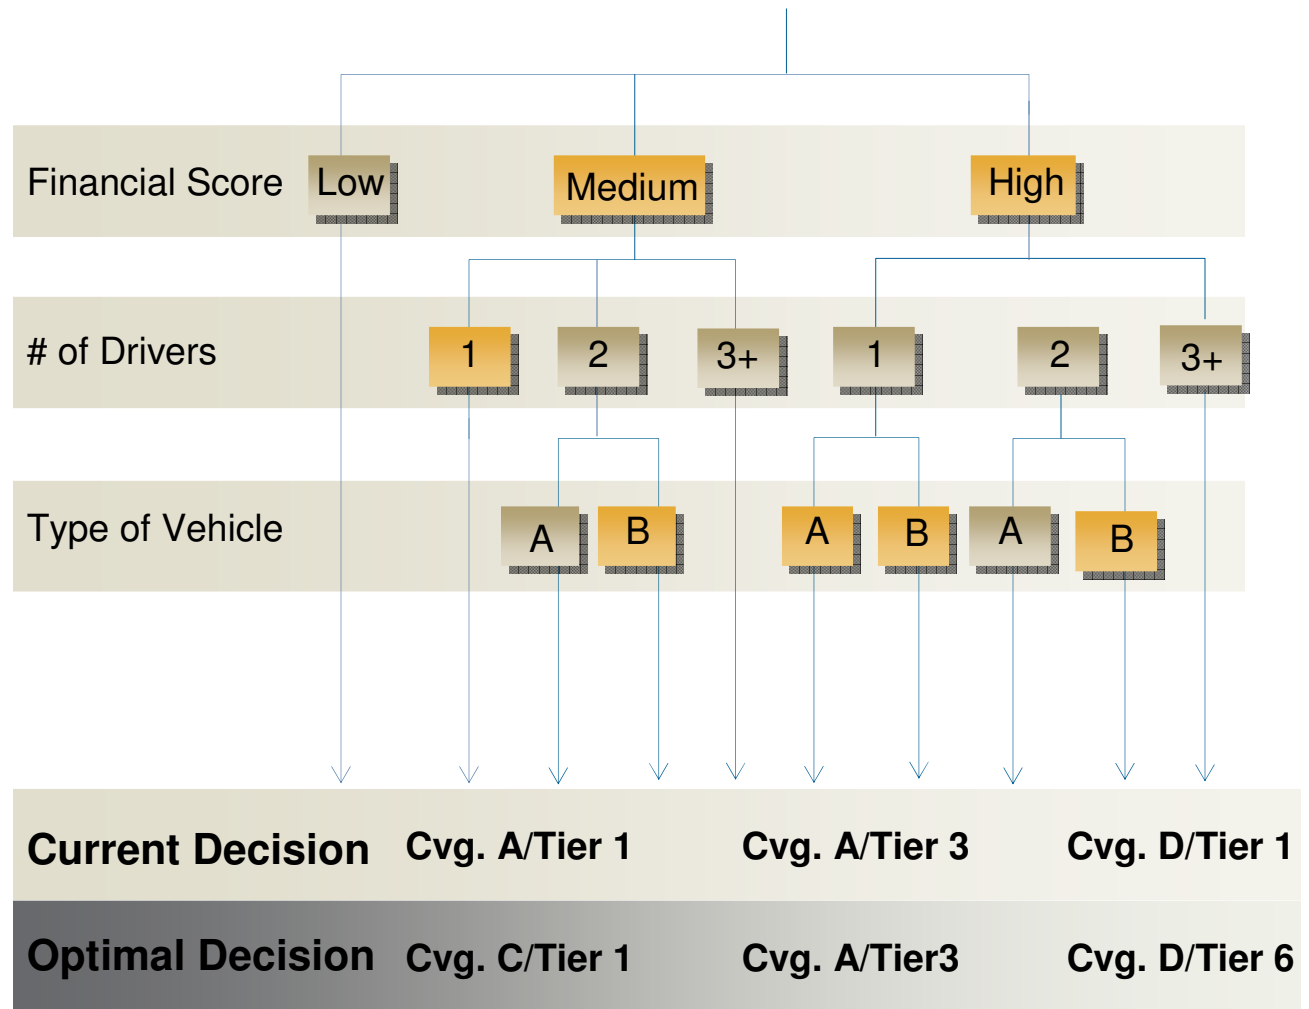 Financial Score Low Medium High
# of Drivers 1 2 3+ 1 2 3+
Type of Vehicle A B A B A B
Current Decision Cvg. A/Tier 1 Cvg. A/Tier 3 Cvg. D/Tier 1
Optimal Decision Cvg. C/Tier 1 Cvg. A/Tier3 Cvg. D/Tier 6